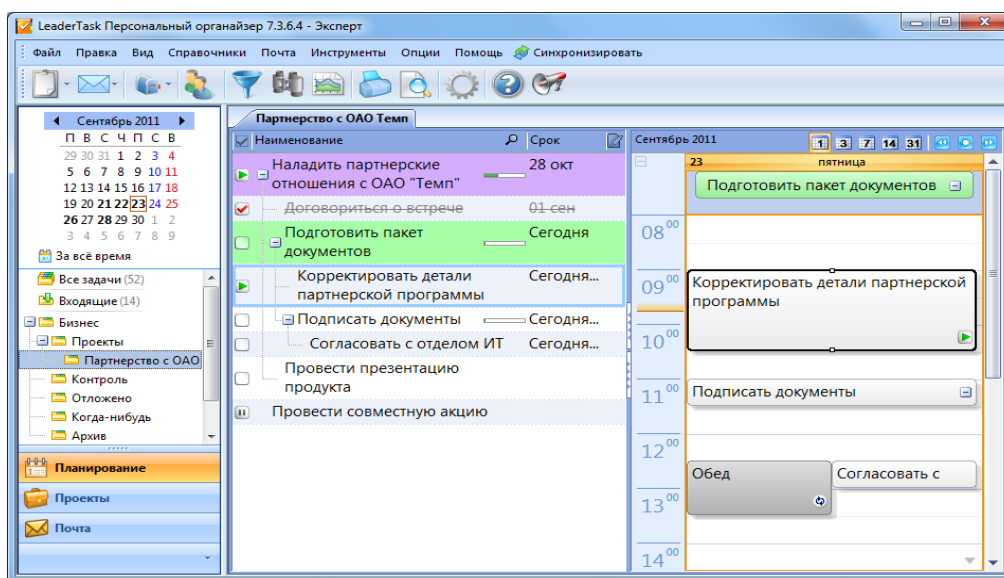 LeaderTask Персональный органайзер 7.3.6.4 - Эксперт
Файл Правка Вид Справочники Почта Инструменты Опции Помощь Синхронизировать
Сентябрь 2011
П В С Ч П С В
29 30 31 1 2 3 4
5 6 7 8 9 10 11
12 13 14 15 16 17 18
19 20 21 22 23 24 25
26 27 28 29 30 1 2
3 4 5 6 7 8 9
За всё время
Все задачи (52)
Входящие (14)
Бизнес
Проекты
Партнерство с ОАО
Контроль
Отложено
Когда-нибудь
Архив
Планирование
Проекты
Почта
Партнерство с ОАО Темп
Наименование Срок
Наладить партнерские 28 окт
отношения с ОАО "Темп"
Договориться о встрече 01 сен
Подготовить пакет Сегодня
документов
Корректировать детали Сегодня...
партнерской программы
Подписать документы Сегодня...
Согласовать с отделом ИТ Сегодня...
Провести презентацию
продукта
Провести совместную акцию
Сентябрь 2011 1 3 7 14 31
23 пятница
Подготовить пакет документов
08 00
09 00 Корректировать детали партнерской
программы
10 00
11 00 Подписать документы
12 00
Обед Согласовать с
13 00
14 00